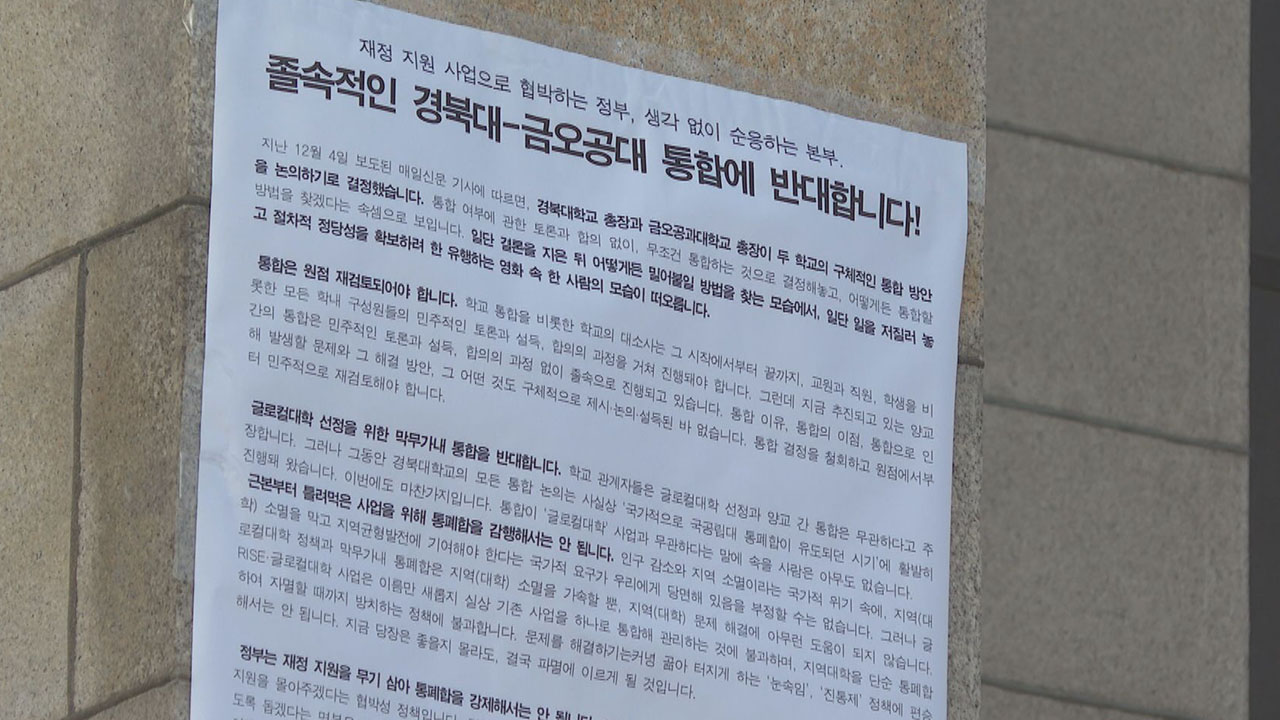 재정 지원 사업으로 협박하는 정부, 생각 없이 순응하는 본부.
졸속적인 경북대-금오공대 통합에 반대합니다!
지난 12월 4일 보도된 매일신문 기사에 따르면, 경북대학교 총장과 금오공과대학교 총장이 두 학교의 구체적인 통합 방안
을 논의하기로 결정했습니다. 통합 여부에 관한 토론과 합의 없이, 무조건 통합하는 것으로 결정해놓고, 어떻게든 통합할
방법을 찾겠다는 속셈으로 보입니다. 일단 결론을 지은 뒤 어떻게든 밀어붙일 방법을 찾는 모습에서, 일단 일을 저질러 놓
고 절차적 정당성을 확보하려 한 유행하는 영화 속 한 사람의 모습이 떠오릅니다.
통합은 원점 재검토되어야 합니다. 학교 통합을 비롯한 학교의 대소사는 그 시작에서부터 끝까지, 교원과 직원, 학생을 비
롯한 모든 학내 구성원들의 민주적인 토론과 설득, 합의의 과정을 거쳐 진행돼야 합니다. 그런데 지금 추진되고 있는 양교
간의 통합은 민주적인 토론과 설득, 합의의 과정 없이 졸속으로 진행되고 있습니다. 통합 이유, 통합의 이점, 통합으로 인
해 발생할 문제와 그 해결 방안, 그 어떤 것도 구체적으로 제시·논의·설득된 바 없습니다. 통합 결정을 철회하고 원점에서부
터 민주적으로 재검토해야 합니다.
글로컬대학 선정을 위한 막무가내 통합을 반대합니다. 학교 관계자들은 글로컬대학 선정과 양교 간 통합은 무관하다고 주
장합니다. 그러나 그동안 경북대학교의 모든 통합 논의는 사실상 '국가적으로 국공립대 통폐합이 유도되던 시기'에 활발히
진행돼 왔습니다. 이번에도 마찬가지입니다. 통합이 '글로컬대학' 사업과 무관하다는 말에 속을 사람은 아무도 없습니다.
근본부터 틀려먹은 사업을 위해 통폐합을 감행해서는 안 됩니다. 인구 감소와 지역 소멸이라는 국가적 위기 속에, 지역(대
학) 소멸을 막고 지역균형발전에 기여해야 한다는 국가적 요구가 우리에게 당면해 있음을 부정할 수는 없습니다. 그러나 글
로컬대학 정책과 막무가내 통폐합은 지역(대학) 소멸을 가속할 뿐, 지역(대학) 문제 해결에 아무런 도움이 되지 않습니다.
RISE·글로컬대학 사업은 이름만 새롭지 실상 기존 사업을 하나로 통합해 관리하는 것에 불과하며, 지역대학을 단순 통폐합
하여 자멸할 때까지 방치하는 정책에 불과합니다. 문제를 해결하기는커녕 곪아 터지게 하는 '눈속임', '진통제' 정책에 편승
해서는 안 됩니다. 지금 당장은 좋을지 몰라도, 결국 파멸에 이르게 될 것입니다.
정부는 재정 지원을 무기 삼아 통폐합을 강제해서는 안 됩니다
지원을 몰아주겠다는 협박성 정책입니다.
도록 돕겠다는